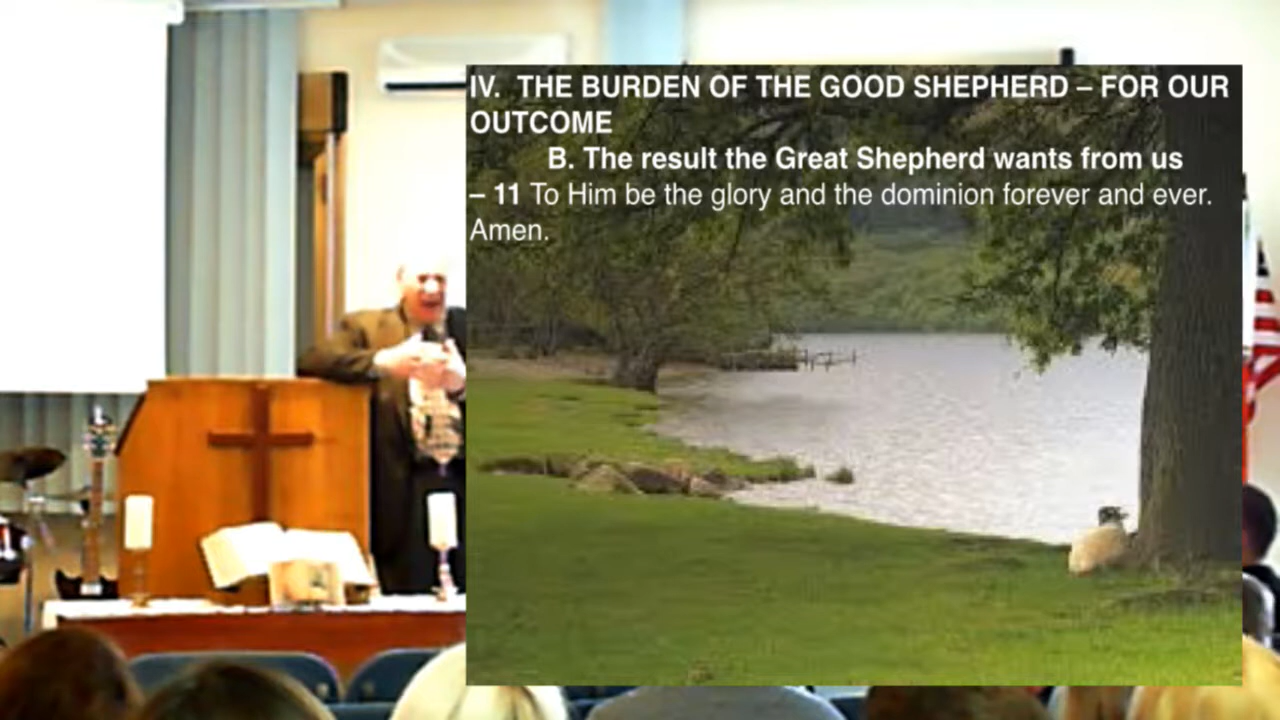 IV. THE BURDEN OF THE GOOD SHEPHERD – FOR OUR
OUTCOME
B. The result the Great Shepherd wants from us
– 11 To Him be the glory and the dominion forever and ever.
Amen.